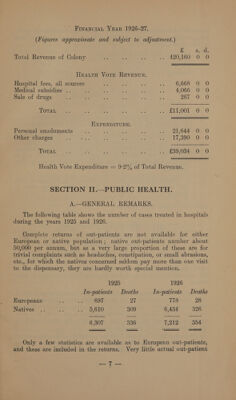 FINANCIAL YEAR 1926-27.
(Figures approximate and subject to adjustment.)
£ s. d.
Total Revenue of Colony .. .. .. .. 420,160 0 0
HEALTH VOTE REVENUE.
Hospital fees, all sources .. .. .. .. 6,668 0 0
Medical subsidies .. .. .. .. .. 4,066 0 0
Sale of drugs .. .. .. .. .. 267 0 0
TOTAL .. .. .. .. £11,001 0 0
EXPENDITURE.
Personal emoluments .. .. .. .. 21,644 0 0
Other charges .. .. .. .. .. 17,390 0 0
TOTAL .. .. .. .. £39,034 0 0
Health Vote Expenditure = 9·2% of Total Revenue.
SECTION II.—PUBLIC HEALTH.
A.—GENERAL REMARKS.
The following table shows the number of cases treated in hospitals
during the years 1925 and 1926.
Complete returns of out-patients are not available for either
European or native population; native out-patients number about
50,000 per annum, but as a very large proportion of these are for
trivial complaints such as headaches, constipation, or small abrasions,
etc., for which the natives concerned seldom pay more than one visit
to the dispensary, they are hardly worth special mention.
1925 1926
In-patients Deaths In-patients Deaths
Europeans .. .. 697 27 778 28
Natives .. .. .. 5,610 309 6,434 326
6,307 336 7,212 354
Only a few statistics are available as to European out-patients,
and these are included in the returns. Very little actual out-patient
— 7 —